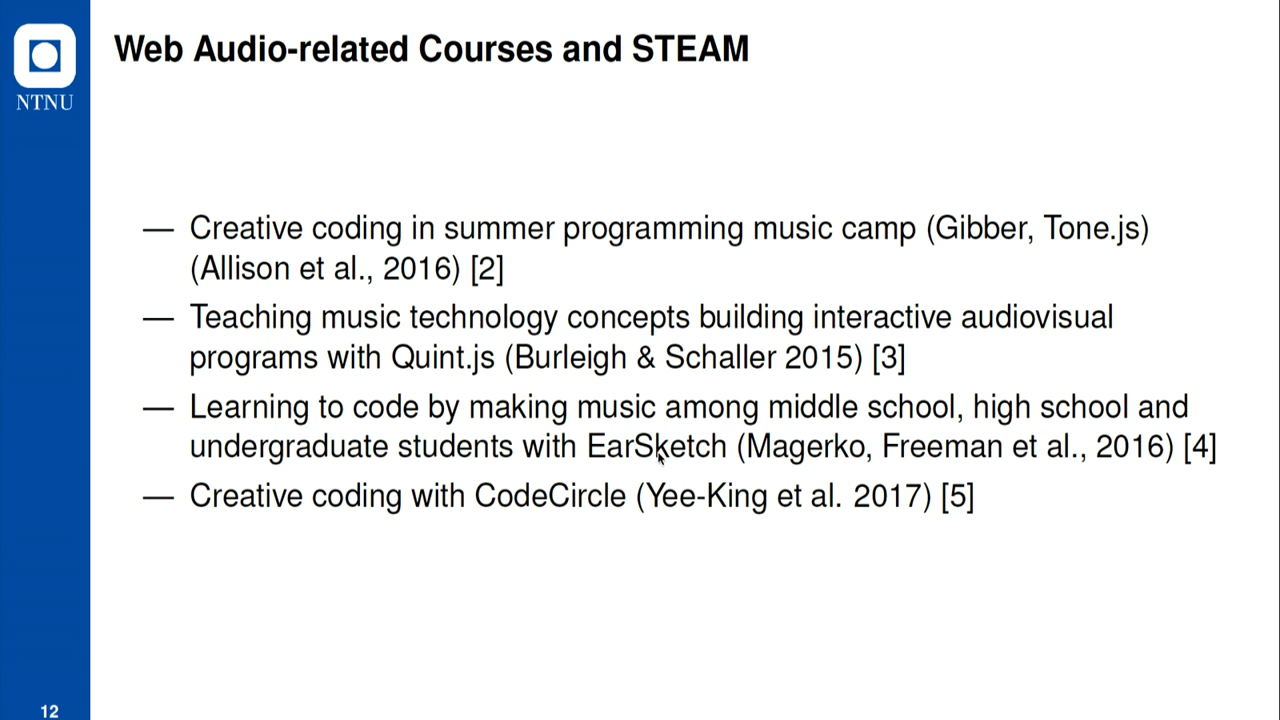 Web Audio-related Courses and STEAM
NTNU
— Creative coding in summer programming music camp (Gibber, Tone.js)
(Allison et al., 2016) [2]
— Teaching music technology concepts building interactive audiovisual
programs with Quint.js (Burleigh & Schaller 2015) [3]
— Learning to code by making music among middle school, high school and
undergraduate students with EarSketch (Magerko, Freeman et al., 2016) [4]
— Creative coding with CodeCircle (Yee-King et al. 2017) [5]
12